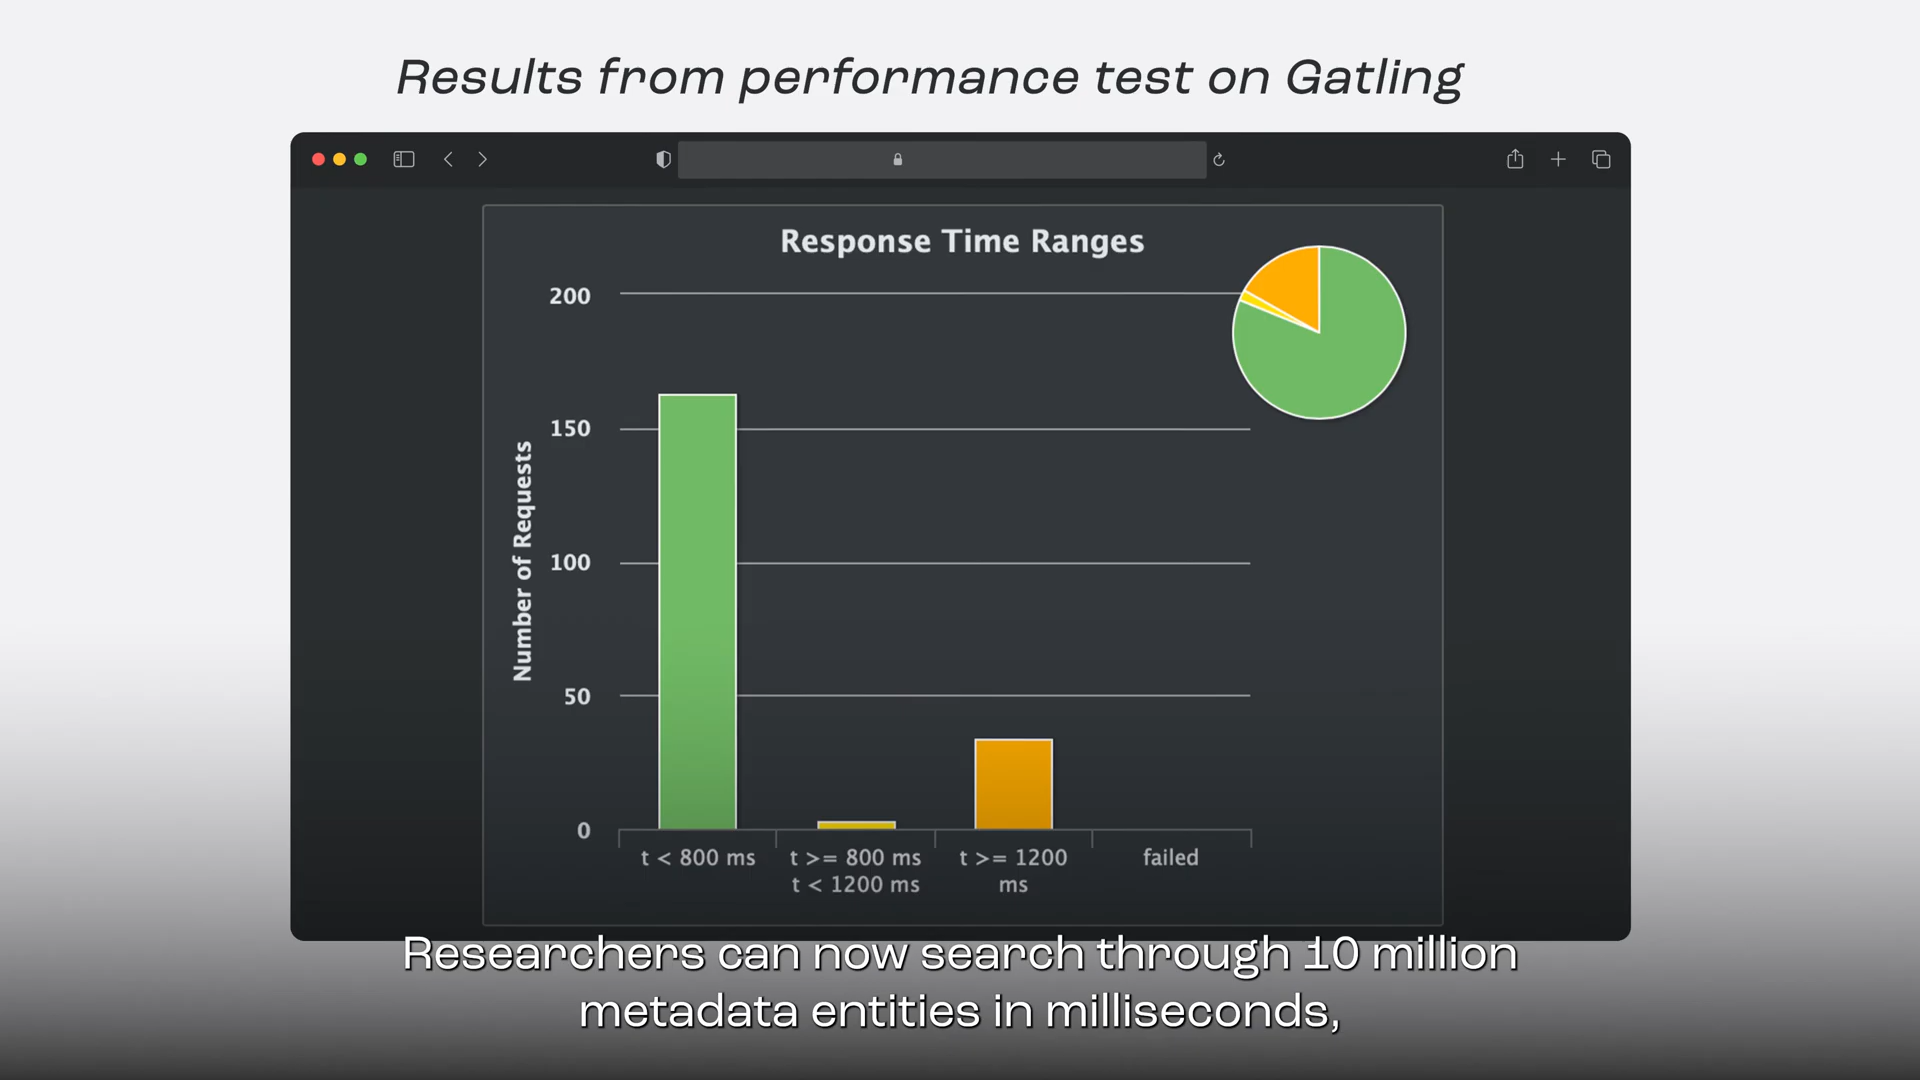 Results from performance test on Gatling
Response Time Ranges
200
150
100
50
0
Number of Requests
t < 800 ms
t >= 800 ms
t < 1200 ms
t >= 1200
ms
failed
Researchers can now search through 10 million
metadata entities in milliseconds,